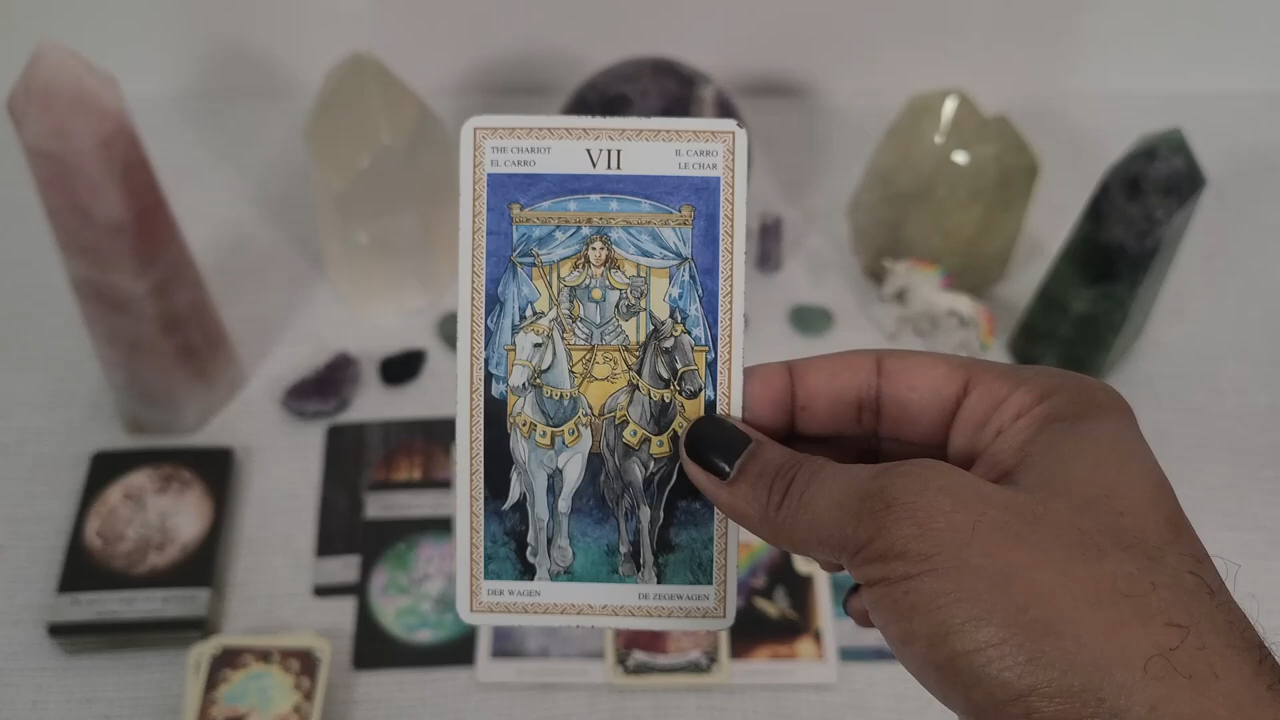 THE CHARIOT
EL CARRO
VII
IL CARRO
LE CHAR
DER WAGEN
DE ZEGEWAGEN